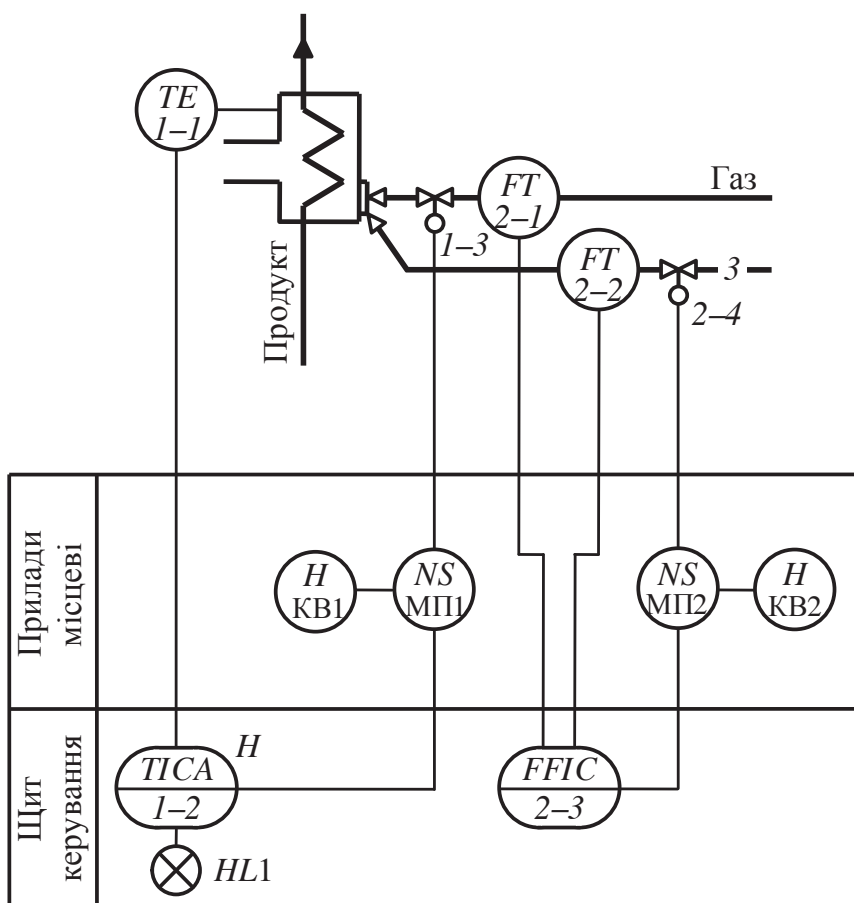 TE
1–1
FT
2–1
Газ
1–3
FT
2–2
3
2–4
Продукт
Прилади
місцеві
H
КВ1
NS
МП1
NS
МП2
H
КВ2
Щит
керування
TICA
1–2
H
FFIC
2–3
HL1